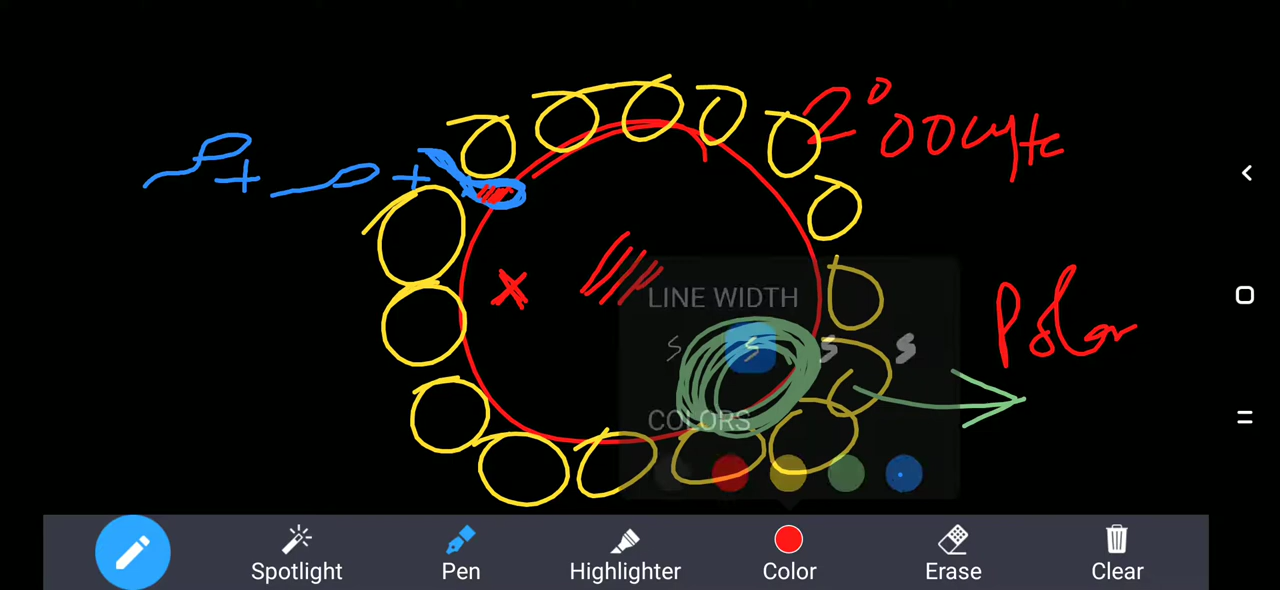 2° oocyte
Polar
LINE WIDTH
COLORS
Spotlight
Pen
Highlighter
Color
Erase
Clear